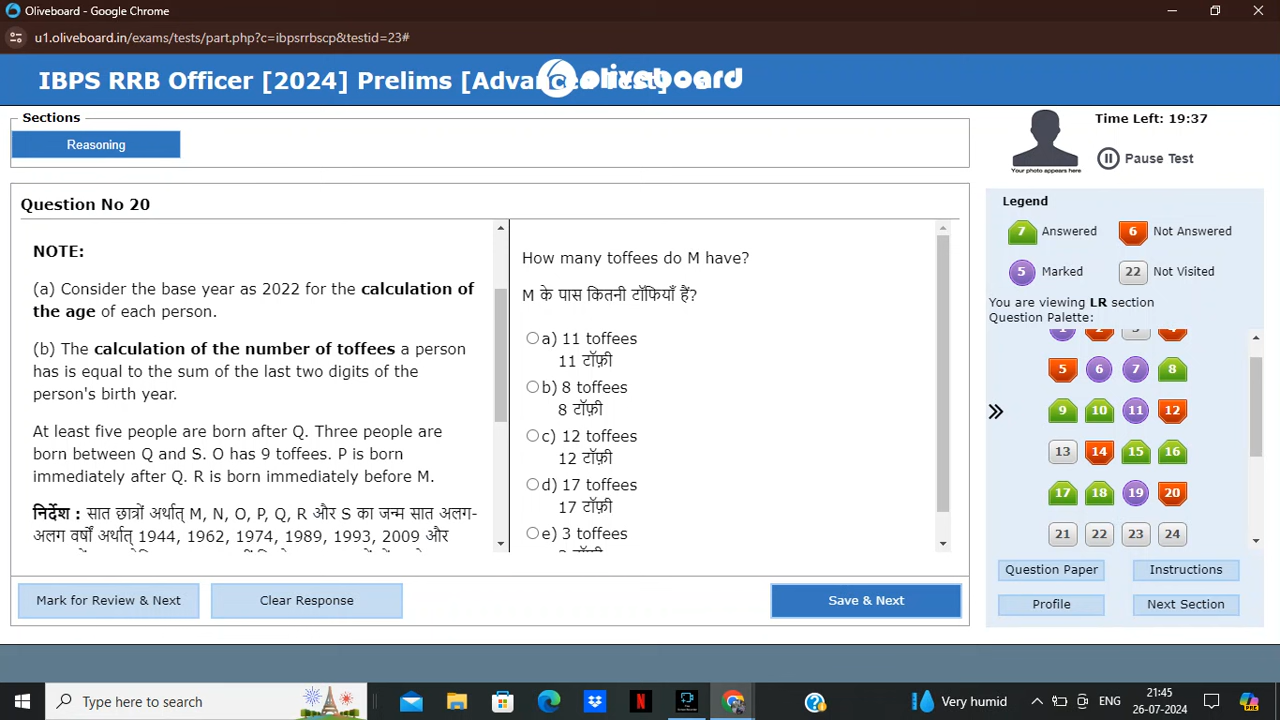 Oliveboard - Google Chrome
u1.oliveboard.in/exams/tests/part.php?c=ibpsrrbscp&testid=23#
IBPS RRB Officer [2024] Prelims [Advanced Test] -
oliveboard
Sections
Reasoning
Your photo appears here
Time Left: 19:37
Pause Test
Question No 20
NOTE:
(a) Consider the base year as 2022 for the calculation of
the age of each person.
(b) The calculation of the number of toffees a person
has is equal to the sum of the last two digits of the
person's birth year.
At least five people are born after Q. Three people are
born between Q and S. O has 9 toffees. P is born
immediately after Q. R is born immediately before M.
निर्देश : सात छात्रों अर्थात् M, N, O, P, Q, R और S का जन्म सात अलग-
अलग वर्षों अर्थात् 1944, 1962, 1974, 1989, 1993, 2009 और
How many toffees do M have?
M के पास कितनी टॉफियाँ हैं?
a) 11 toffees
11 टॉफ़ी
b) 8 toffees
8 टॉफ़ी
c) 12 toffees
12 टॉफ़ी
d) 17 toffees
17 टॉफ़ी
e) 3 toffees
Legend
7 Answered
6 Not Answered
5 Marked
22 Not Visited
You are viewing LR section
Question Palette:
5 6 7 8
9 10 11 12
13 14 15 16
17 18 19 20
21 22 23 24
Question Paper
Instructions
Profile
Next Section
Mark for Review & Next
Clear Response
Save & Next
Type here to search
Very humid
ENG
21:45
26-07-2024